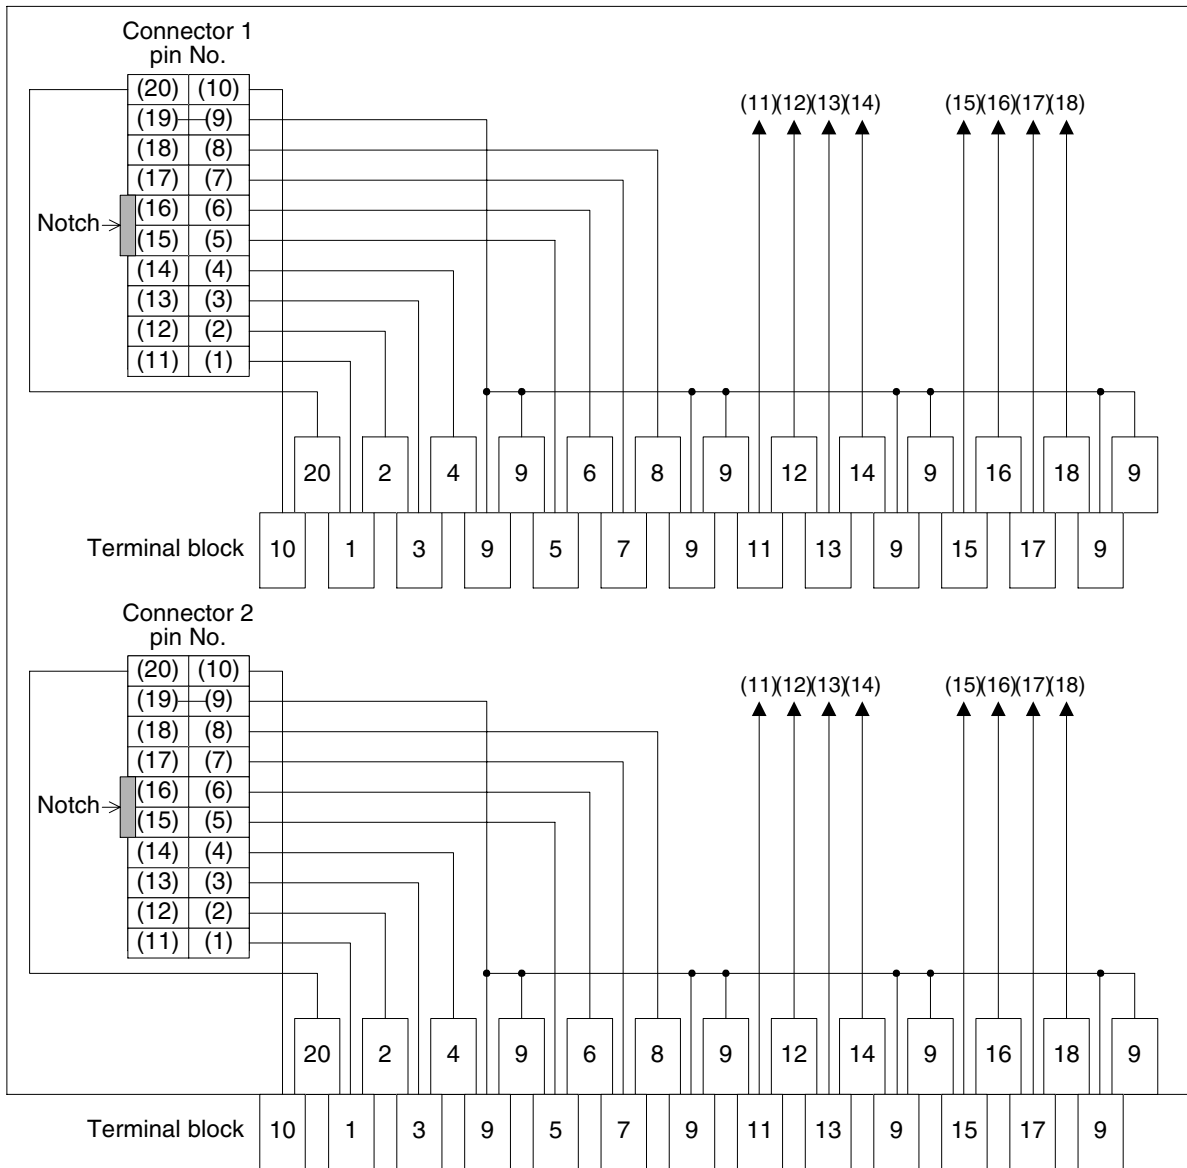 Connector 1
pin No.
(20) (10)
(19) (9)
(18) (8)
(17) (7)
(16) (6)
(15) (5)
(14) (4)
(13) (3)
(12) (2)
(11) (1)
Notch
(11)(12)(13)(14) (15)(16)(17)(18)
20 2 4 9 6 8 9 12 14 9 16 18 9
Terminal block 10 1 3 9 5 7 9 11 13 9 15 17 9
Connector 2
pin No.
(20) (10)
(19) (9)
(18) (8)
(17) (7)
(16) (6)
(15) (5)
(14) (4)
(13) (3)
(12) (2)
(11) (1)
Notch
(11)(12)(13)(14) (15)(16)(17)(18)
20 2 4 9 6 8 9 12 14 9 16 18 9
Terminal block 10 1 3 9 5 7 9 11 13 9 15 17 9